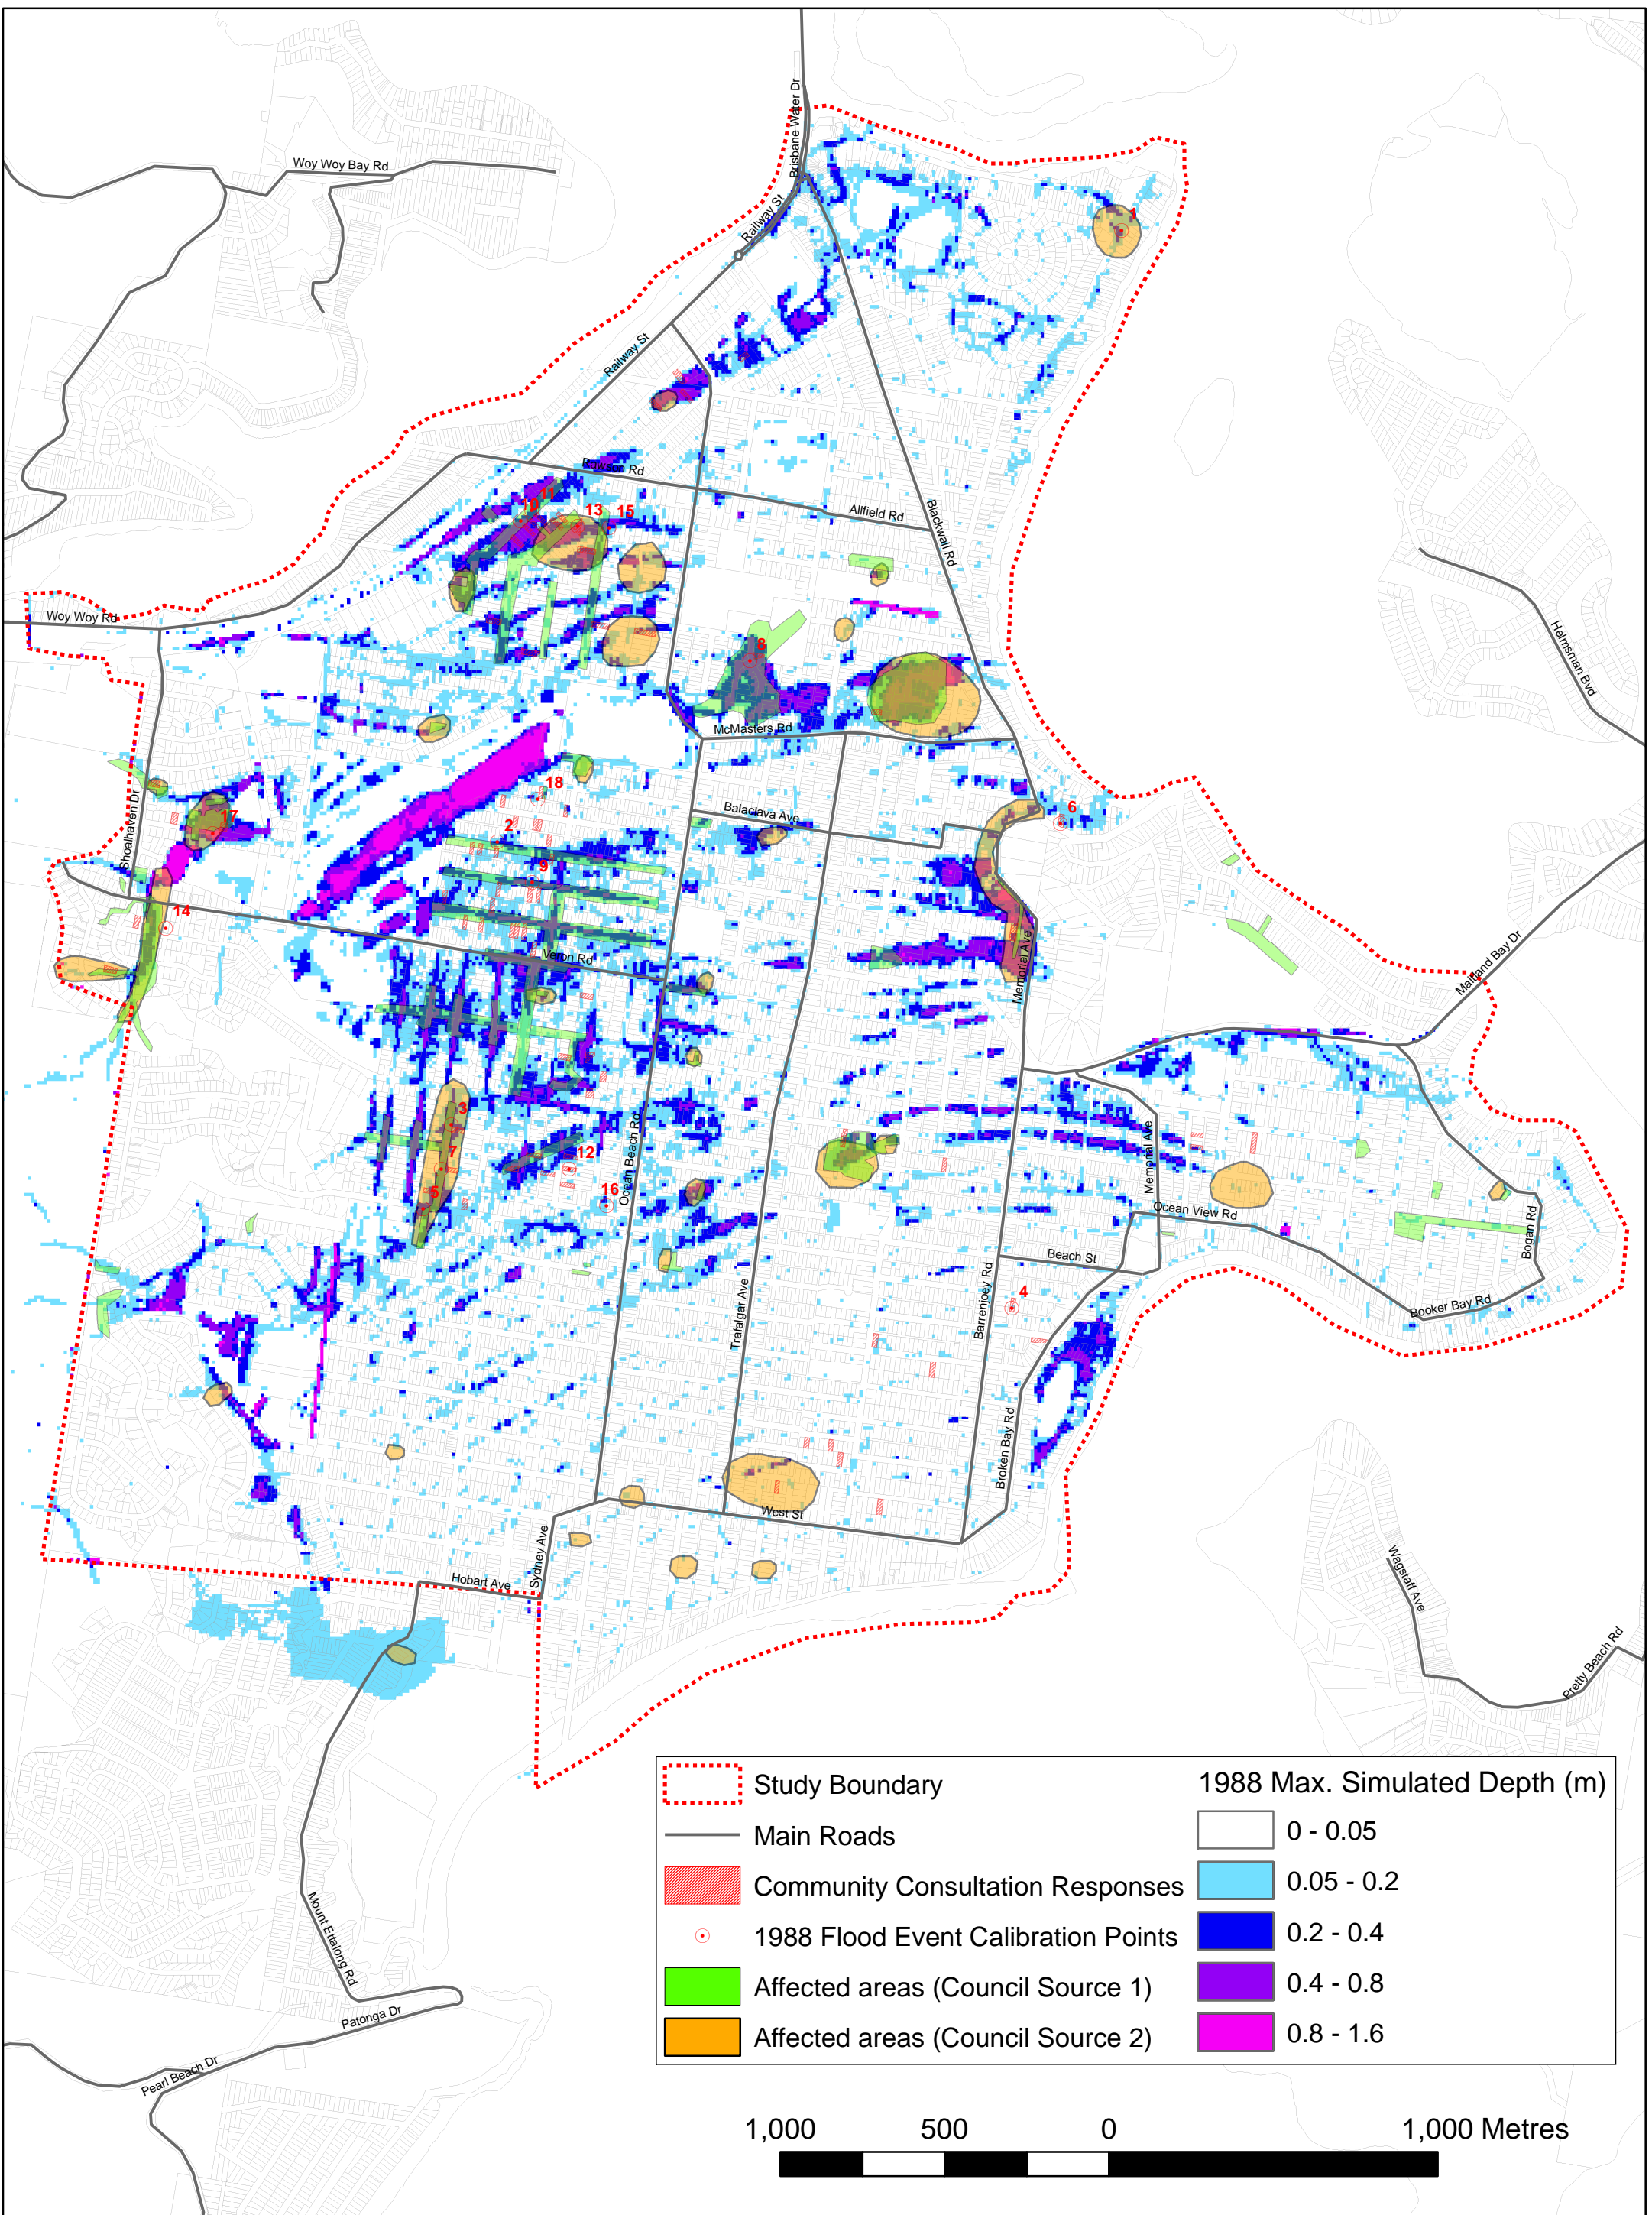 Brisbane Water Dr
Woy Woy Bay Rd
Railway St
1
Railway St
Rawson Rd
11
10
13
15
Allfield Rd
Blackwall Rd
Woy Woy Rd
Helmsman Bvd
8
McMasters Rd
18
17
Shoalhaven Dr
2
Balaclava Ave
6
9
14
Veron Rd
Memorial Ave
Maitland Bay Dr
3
7
5
12
16
Ocean Beach Rd
Memorial Ave
Ocean View Rd
Bogan Rd
Beach St
4
Booker Bay Rd
Barrenjoey Rd
Trafalgar Ave
Broken Bay Rd
West St
Sydney Ave
Hobart Ave
Wagstaff Ave
Pretty Beach Rd
Mount Ettalong Rd
Patonga Dr
Pearl Beach Dr
Study Boundary
Main Roads
Community Consultation Responses
1988 Flood Event Calibration Points
Affected areas (Council Source 1)
Affected areas (Council Source 2)
1988 Max. Simulated Depth (m)
0 - 0.05
0.05 - 0.2
0.2 - 0.4
0.4 - 0.8
0.8 - 1.6
1,000 500 0 1,000 Metres